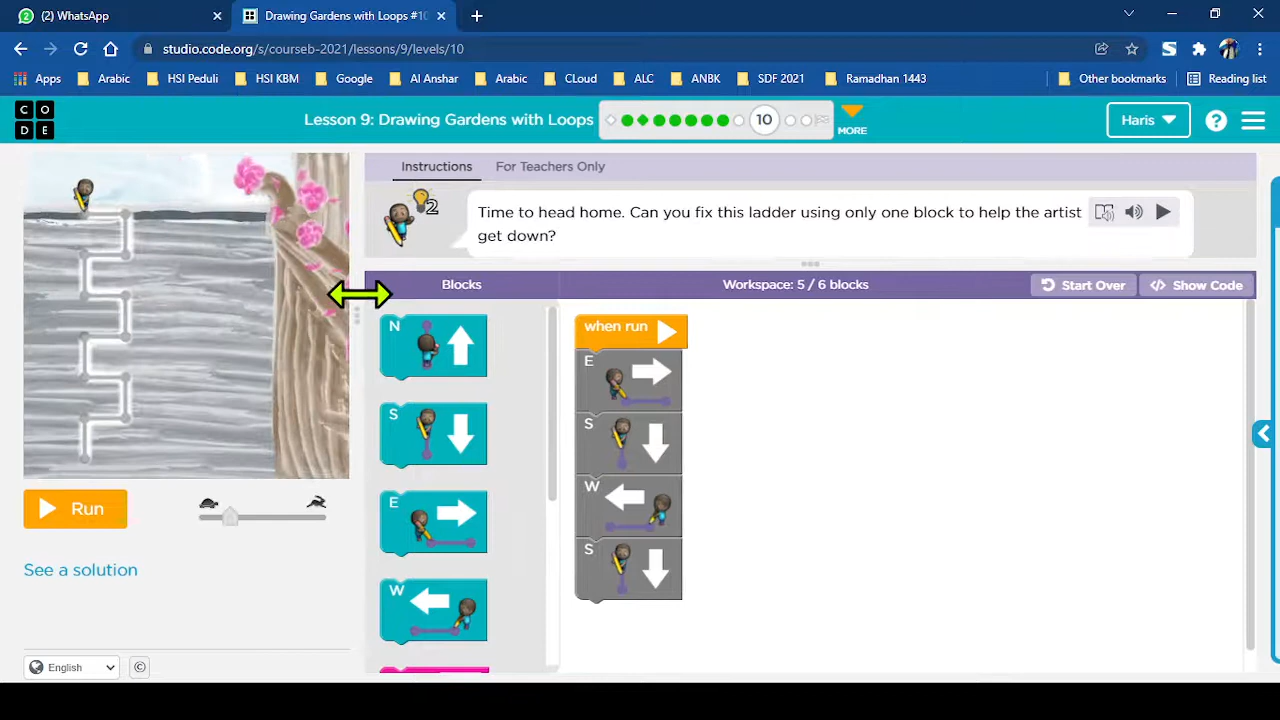 2
(2) WhatsApp
Drawing Gardens with Loops #10
studio.code.org/s/courseb-2021/lessons/9/levels/10
Apps Arabic HSI Peduli HSI KBM Google Al Anshar Arabic CLoud ALC ANBK SDF 2021 Ramadhan 1443 Other bookmarks Reading list
C O
D E
Lesson 9: Drawing Gardens with Loops
10
MORE
Haris
?
Instructions For Teachers Only
2
Time to head home. Can you fix this ladder using only one block to help the artist
get down?
Blocks
Workspace: 5 / 6 blocks
Start Over
Show Code
N
S
E
W
when run
E
S
W
S
Run
See a solution
English
©